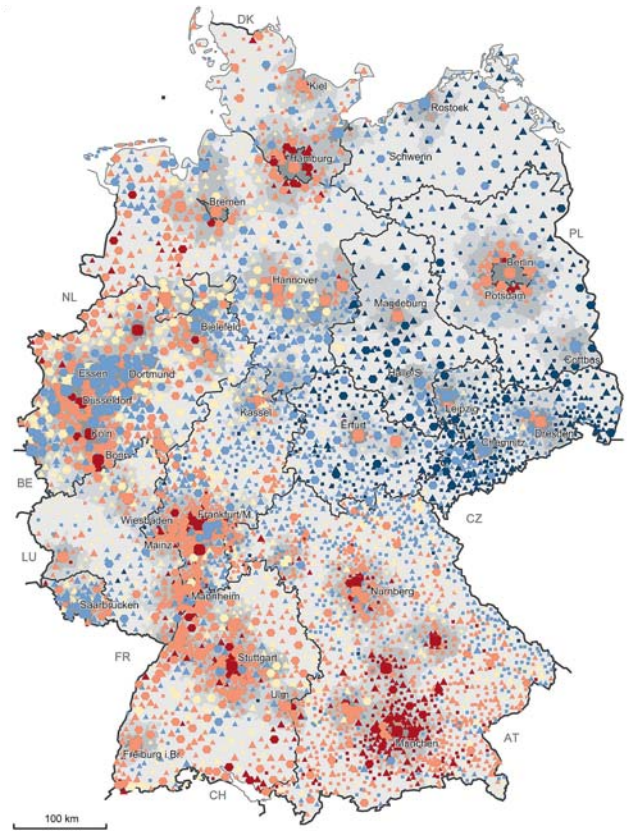 DK
Kiel
Rostock
Hamburg
Schwerin
Bremen
PL
Berlin
Potsdam
NL
Hannover
Magdeburg
Bielefeld
Cottbus
Essen
Dortmund
Halle/S.
Leipzig
Düsseldorf
Kassel
Dresden
Köln
Erfurt
Chemnitz
Bonn
BE
Wiesbaden
Frankfurt/M.
CZ
Mainz
LU
Nürnberg
Mannheim
Saarbrücken
FR
Stuttgart
Ulm
München
AT
Freiburg i.Br.
CH
100 km